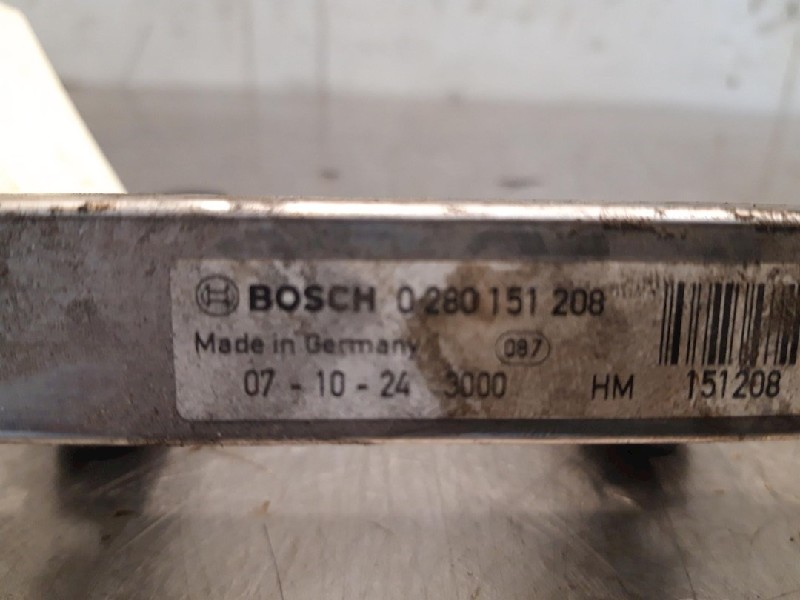 BOSCH 0 280 151 208
Made in Germany 087
07 - 10 - 24 3000 HM 151208